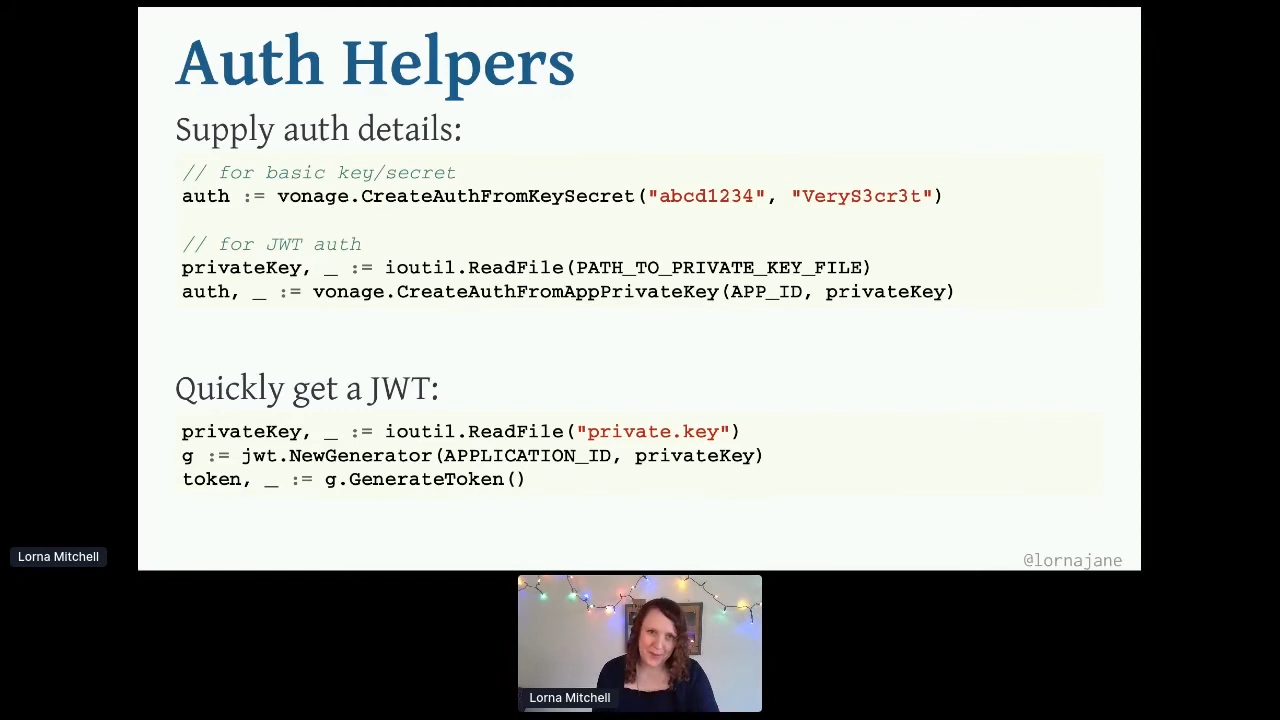 Auth Helpers
Supply auth details:
// for basic key/secret
auth := vonage.CreateAuthFromKeySecret("abcd1234", "VeryS3cr3t")
// for JWT auth
privateKey, _ := ioutil.ReadFile(PATH_TO_PRIVATE_KEY_FILE)
auth, _ := vonage.CreateAuthFromAppPrivateKey(APP_ID, privateKey)
Quickly get a JWT:
privateKey, _ := ioutil.ReadFile("private.key")
g := jwt.NewGenerator(APPLICATION_ID, privateKey)
token, _ := g.GenerateToken()
@lornajane
Lorna Mitchell
Lorna Mitchell